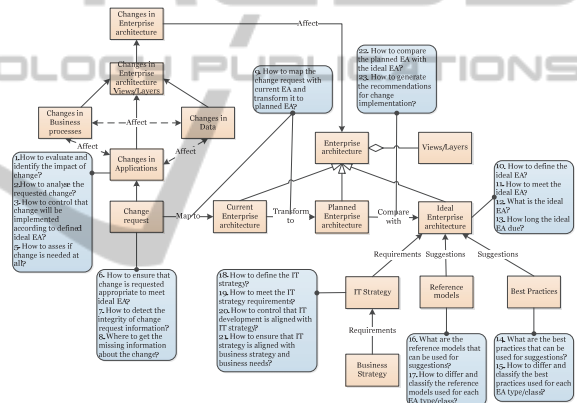 Changes in
Enterprise
architecture
Affect
Changes in
Enterprise
architecture
Views/Layers
PUBLICATIONS
9. How to map the
change request with
current EA and
transform it to
planned EA?
22. How to compare
the planned EA with
the ideal EA?
23. How to generate
the recommendations
for change
implementation?
Changes in
Business
processes
Affect
Changes in
Data
Affect
Affect
Enterprise
architecture
Views/Layers
1. How to evaluate and
identify the impact of
change?
2. How to analyse the
requested change?
3. How to control that
change will be
implemented
according to defined
ideal EA?
5. How to asses if
change is needed at
all?
Changes in
Applications
10. How to define the
ideal EA?
11. How to meet the
ideal EA?
12. What is the ideal
EA?
13. How long the ideal
EA due?
Change
request
Map to
Current
Enterprise
architecture
Transform
to
Planned
Enterprise
architecture
Compare
with
Ideal
Enterprise
architecture
Requirements
Suggestions
Suggestions
6. How to ensure that
change is requested
appropriate to meet
ideal EA?
7. How to detect the
integrity of change
request information?
8. Where to get the
missing information
about the change?
18. How to define the IT
strategy?
19. How to meet the IT
strategy requirements?
20. How to control that IT
development is aligned with
IT strategy?
21. How to ensure that IT
strategy is aligned with
business strategy and
business needs?
IT Strategy
Reference
models
Best Practices
Requirements
Business
Strategy
16. What are the
reference models that
can be used for
suggestions?
17. How to differ and
classify the reference
models used for each
EA type/class?
14. What are the best
practices that can be
used for suggestions?
15. How to differ and
classify the best
practices used for each
EA type/class?